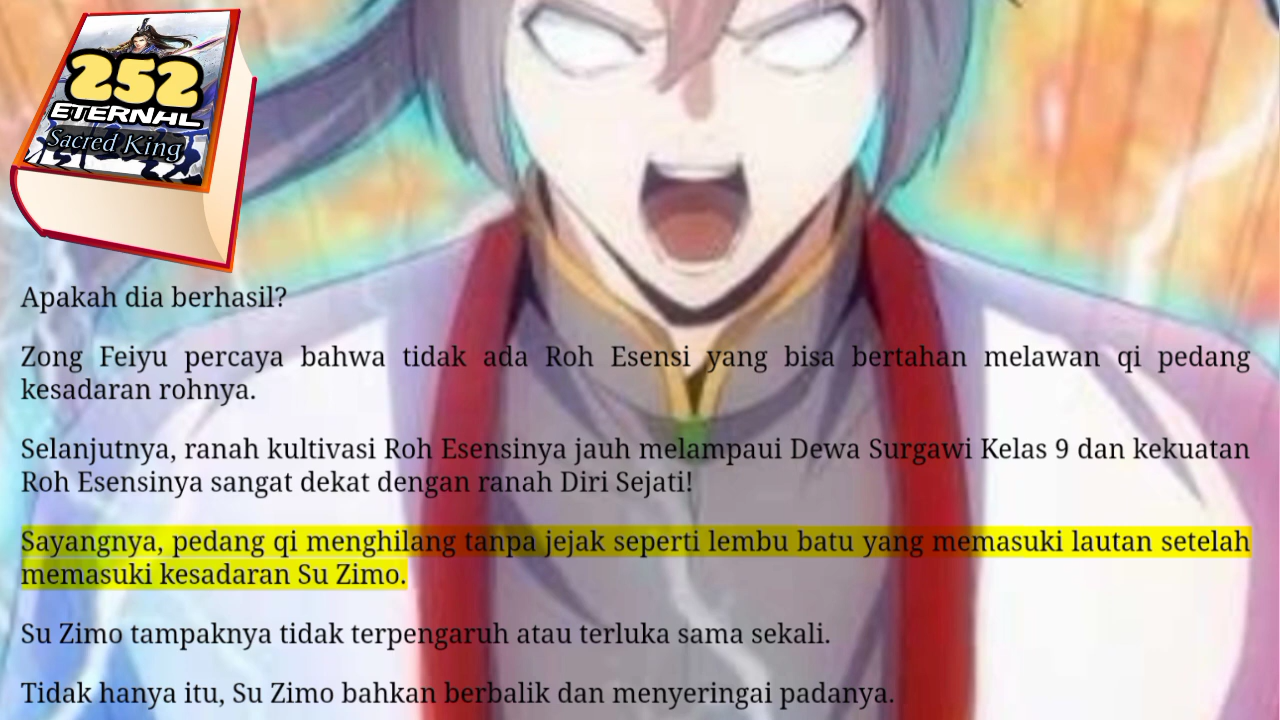 252
ETERNAL
Sacred King
Apakah dia berhasil?
Zong Feiyu percaya bahwa tidak ada Roh Esensi yang bisa bertahan melawan qi pedang
kesadaran rohnya.
Selanjutnya, ranah kultivasi Roh Esensinya jauh melampaui Dewa Surgawi Kelas 9 dan kekuatan
Roh Esensinya sangat dekat dengan ranah Diri Sejati!
Sayangnya, pedang qi menghilang tanpa jejak seperti lembu batu yang memasuki lautan setelah
memasuki kesadaran Su Zimo.
Su Zimo tampaknya tidak terpengaruh atau terluka sama sekali.
Tidak hanya itu, Su Zimo bahkan berbalik dan menyeringai padanya.